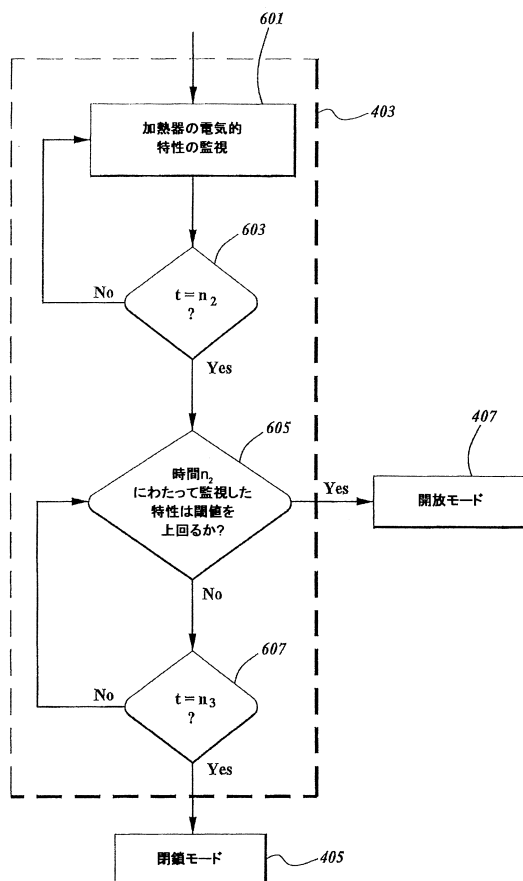 601
403
加熱器の電気的
特性の監視
603
No
t = n2
?
Yes
605
407
時間n2
にわたって監視した
特性は閾値を
上回るか?
Yes
開放モード
No
607
No
t = n3
?
Yes
閉鎖モード
405